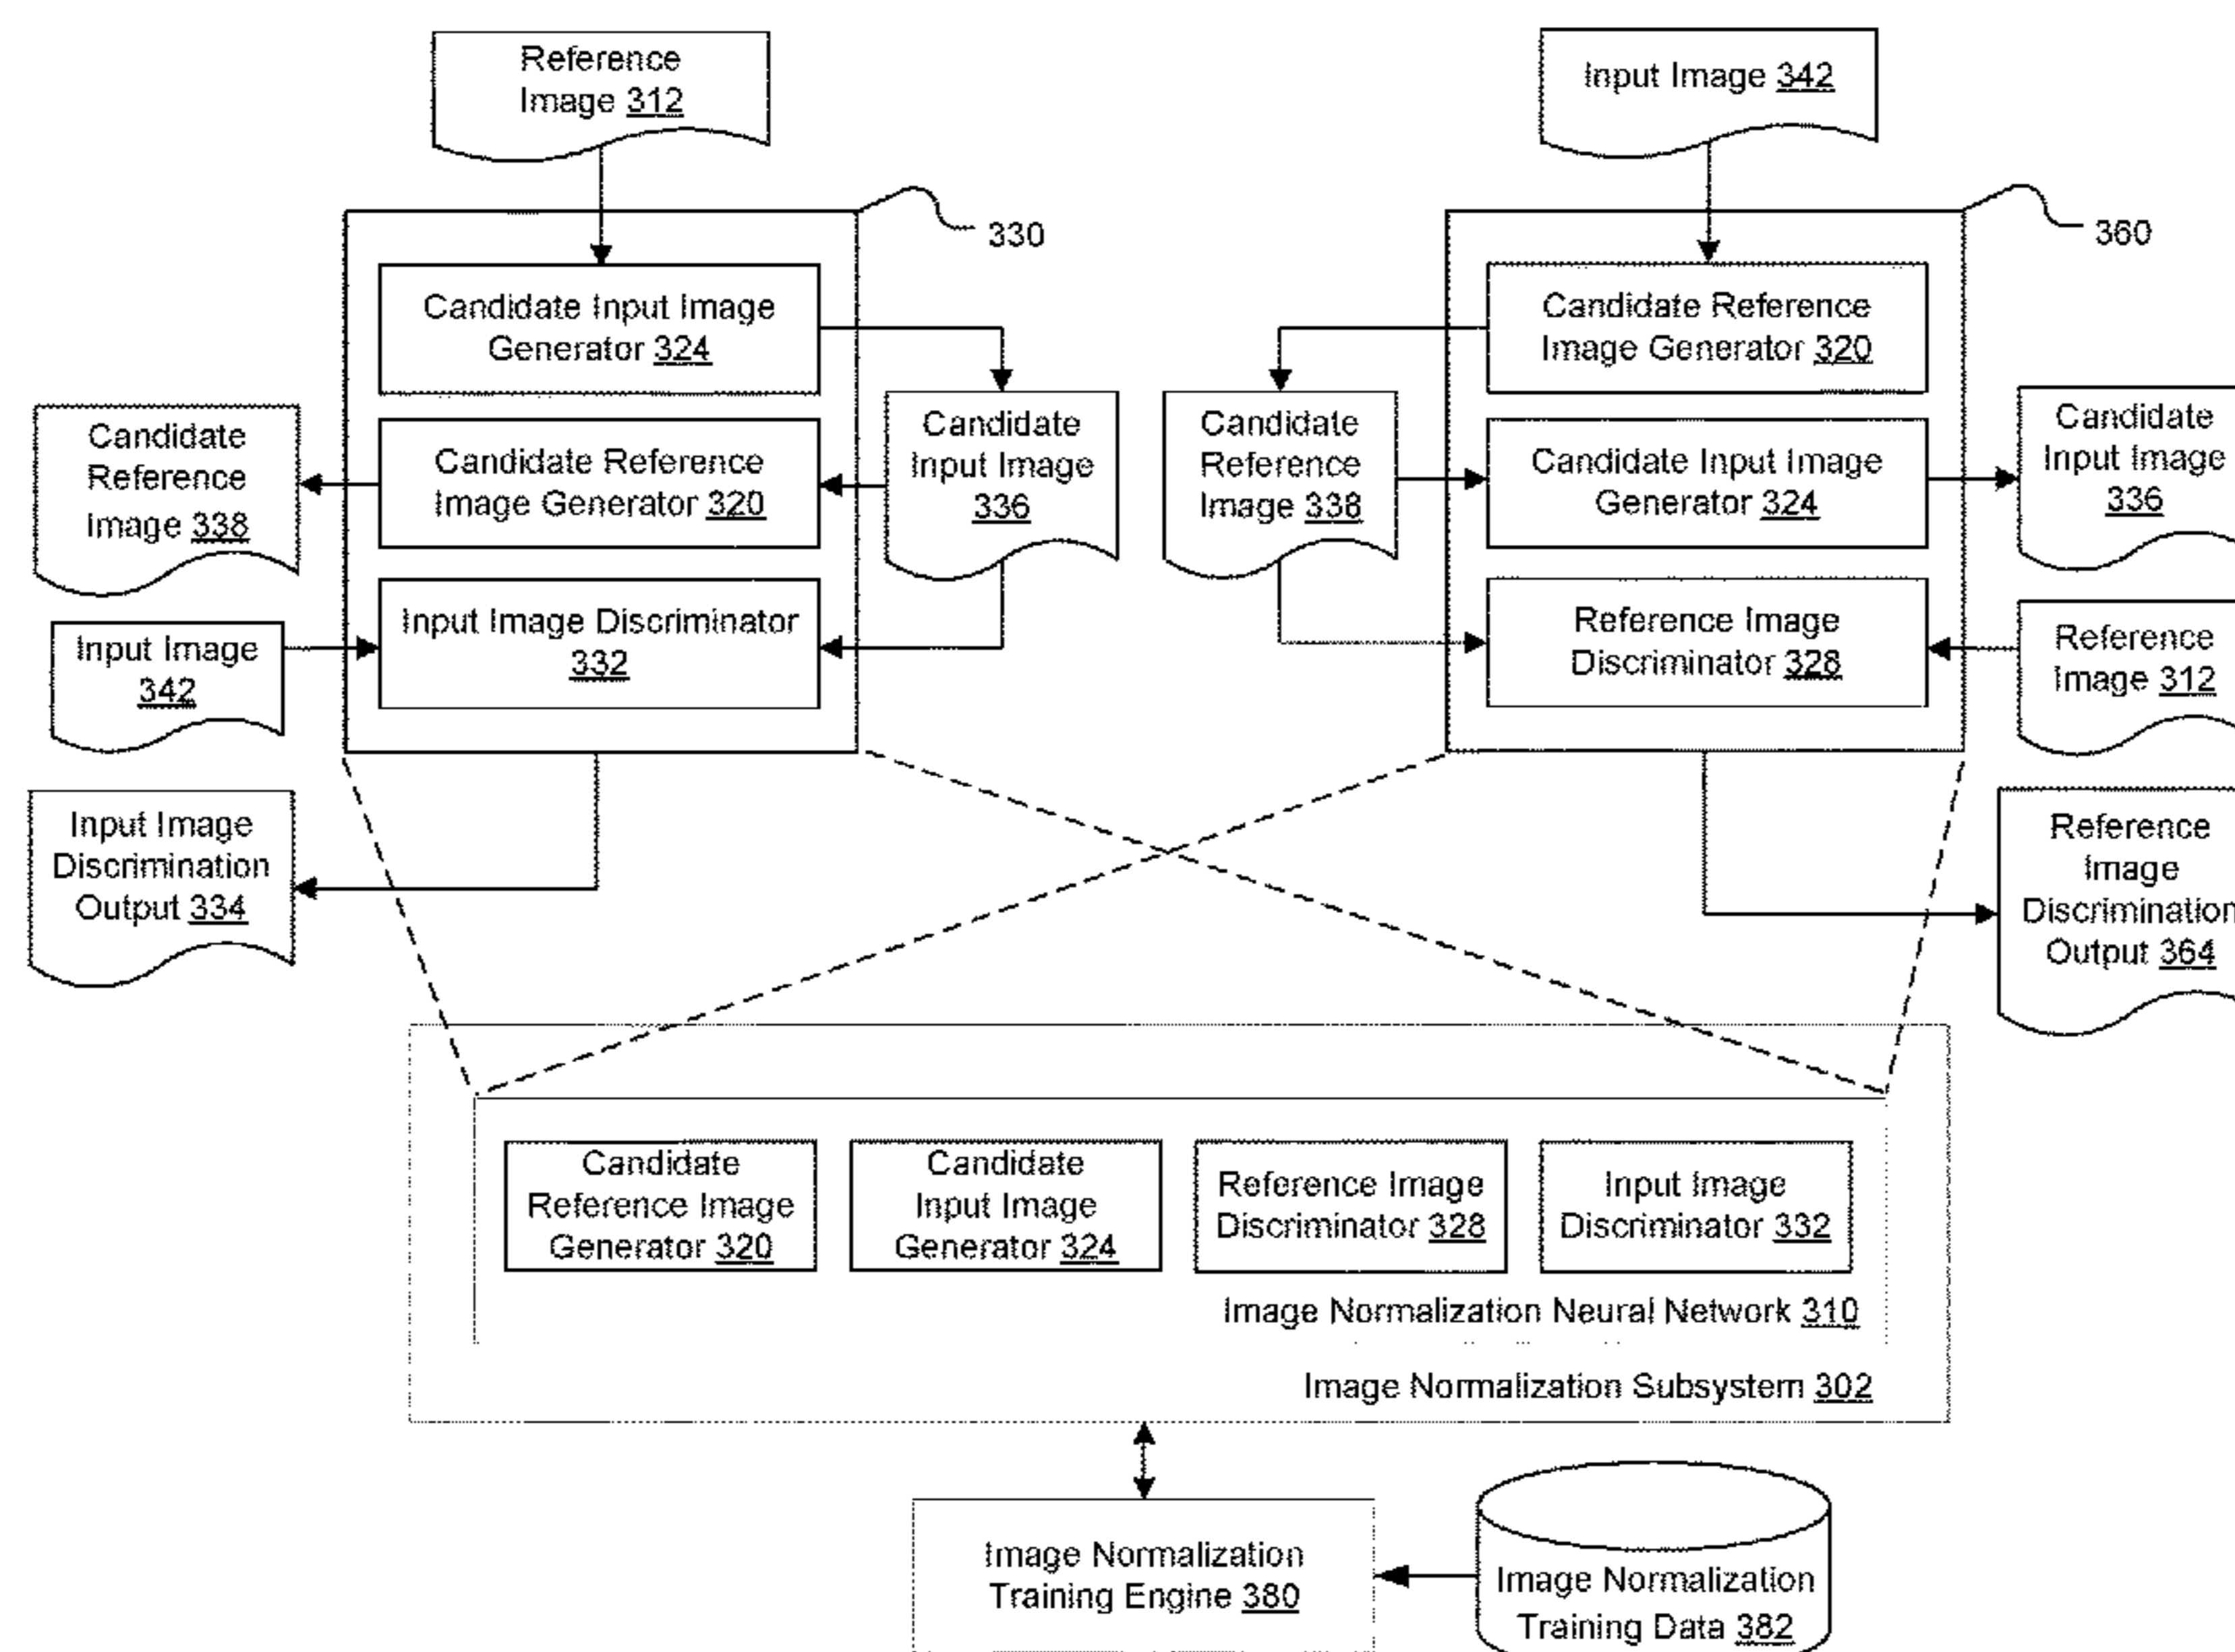 Reference
Image 312
Input Image 342
330
360
Candidate Input Image
Generator 324
Candidate Reference
Image Generator 320
Candidate
Reference
Image 338
Candidate Reference
Image Generator 320
Candidate
Input Image
336
Candidate
Reference
Image 338
Candidate Input Image
Generator 324
Candidate
Input Image
336
Input Image
342
Input Image Discriminator
332
Reference Image
Discriminator 328
Reference
Image 312
Input Image
Discrimination
Output 334
Reference
Image
Discrimination
Output 364
Candidate
Reference Image
Generator 320
Candidate
Input Image
Generator 324
Reference Image
Discriminator 328
Input Image
Discriminator 332
Image Normalization Neural Network 310
Image Normalization Subsystem 302
Image Normalization
Training Engine 380
Image Normalization
Training Data 382